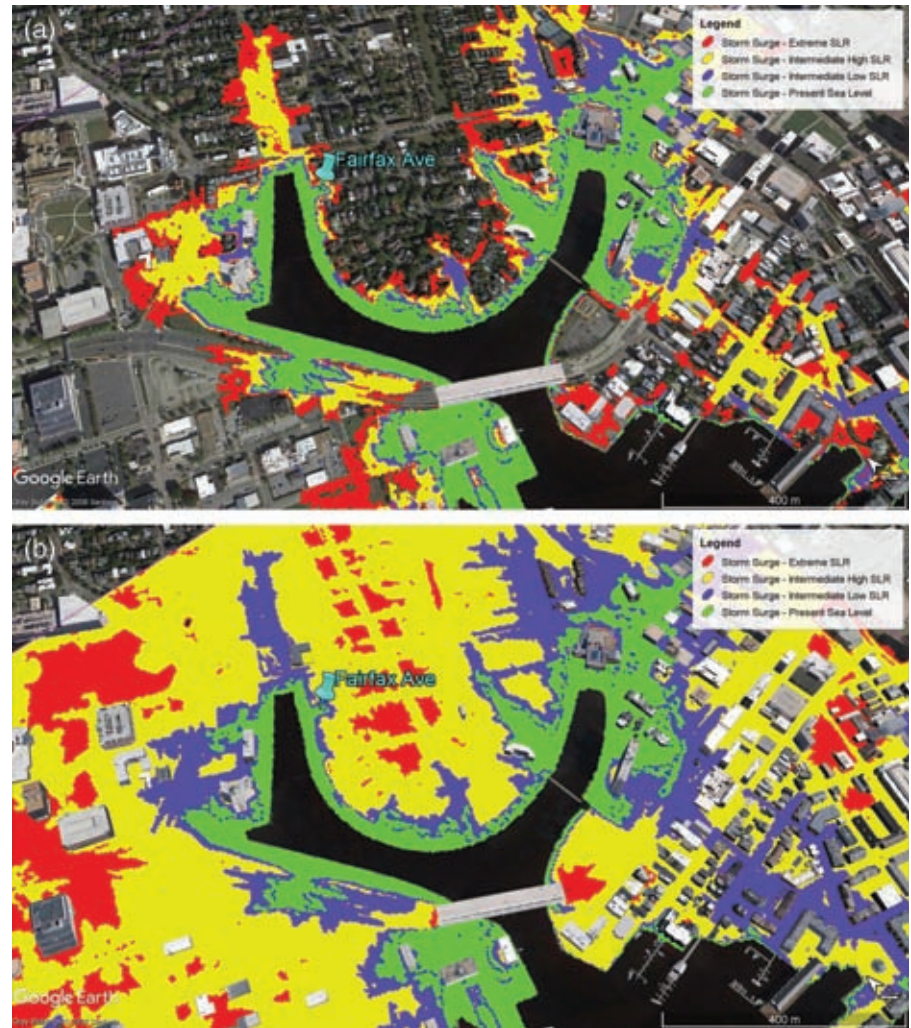 (a)
Legend
Storm Surge - Extreme SLR
Storm Surge - Intermediate High SLR
Storm Surge - Intermediate Low SLR
Storm Surge - Present Sea Level
Fairfax Ave
Google Earth
400 m
(b)
Legend
Storm Surge - Extreme SLR
Storm Surge - Intermediate High SLR
Storm Surge - Intermediate Low SLR
Storm Surge - Present Sea Level
Fairfax Ave
Google Earth
400 m